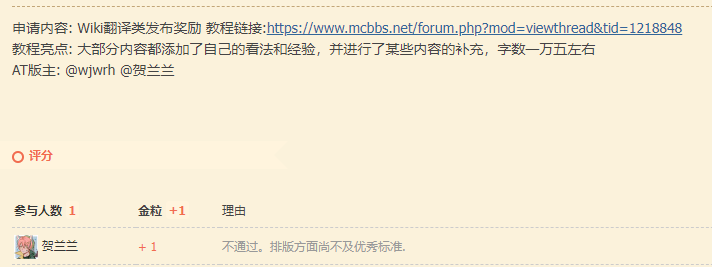 申请内容: Wiki翻译类发布奖励 教程链接:https://www.mcbbs.net/forum.php?mod=viewthread&tid=1218848
教程亮点: 大部分内容都添加了自己的看法和经验，并进行了某些内容的补充，字数一万五左右
AT版主: @wjwrh @贺兰兰
评分
参与人数 1 金粒 +1 理由
贺兰兰 + 1 不通过。排版方面尚不及优秀标准.